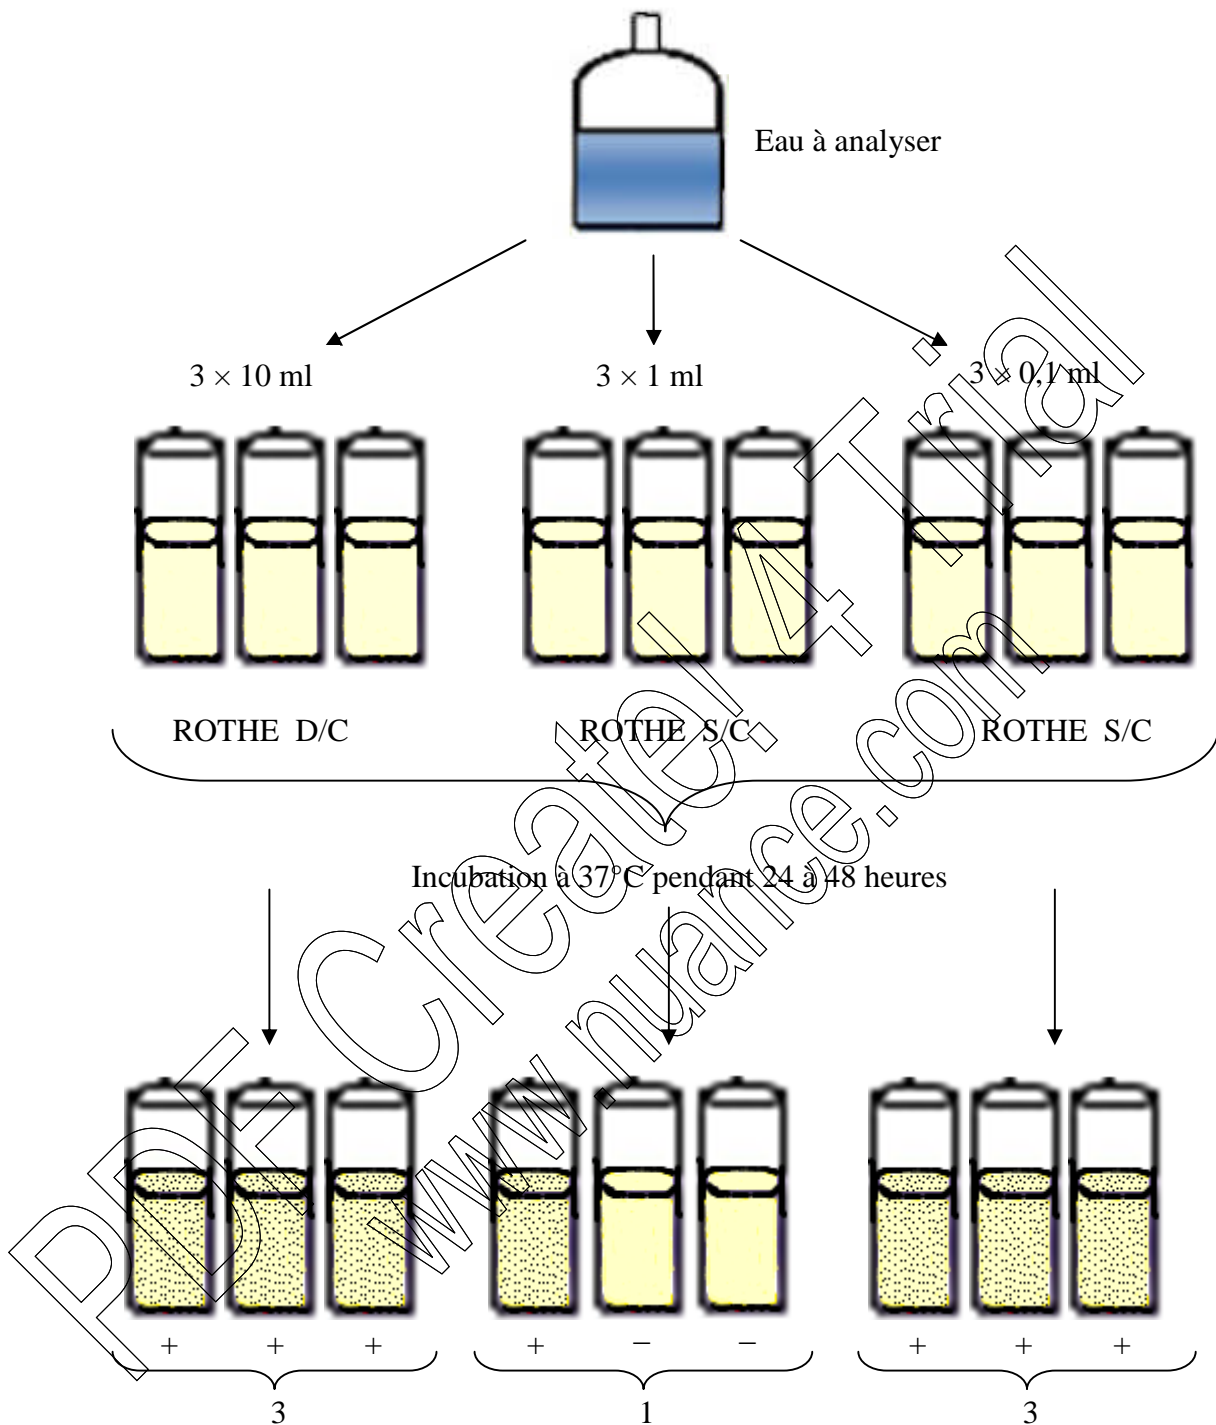 Eau à analyser
3 × 10 ml
3 × 1 ml
3 × 0,1 ml
ROTHE D/C
ROTHE S/C
ROTHE S/C
Incubation à 37°C pendant 24 à 48 heures
+ + +
+ − −
+ + +
3
1
3
PDF Create! 4 Trial
www.nuance.com